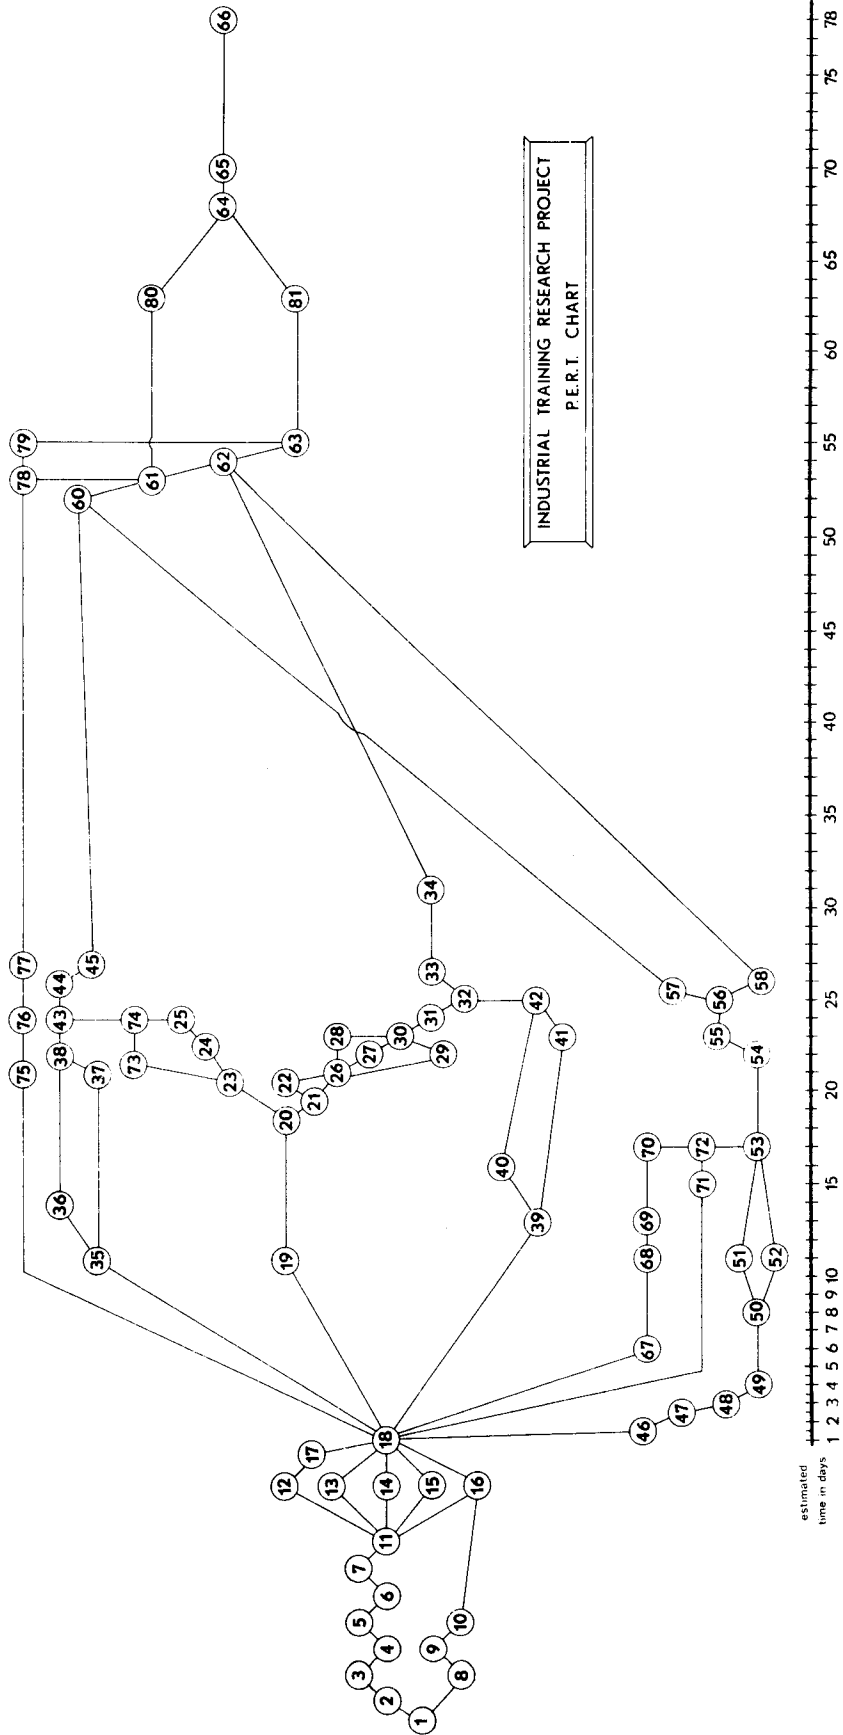 75 76 77 78 79
36 38 43 44
60
35 37 45
73 74
61 80
25
24
62 64 65 66
23
12 19 20 22
63 81
17 21
13 26 28
3 5 7 27
2 4 6 11 14 18 30
1 9 15 29 31 33 34
8 10 16 32
40 42
39 41
INDUSTRIAL TRAINING RESEARCH PROJECT
P.E.R.T. CHART
46 67 68 69 70
57
47
71 72 55 56
48
51
49 50 53 54 58
52
estimated
time in days
1 2 3 4 5 6 7 8 9 10 15 20 25 30 35 40 45 50 55 60 65 70 75 78